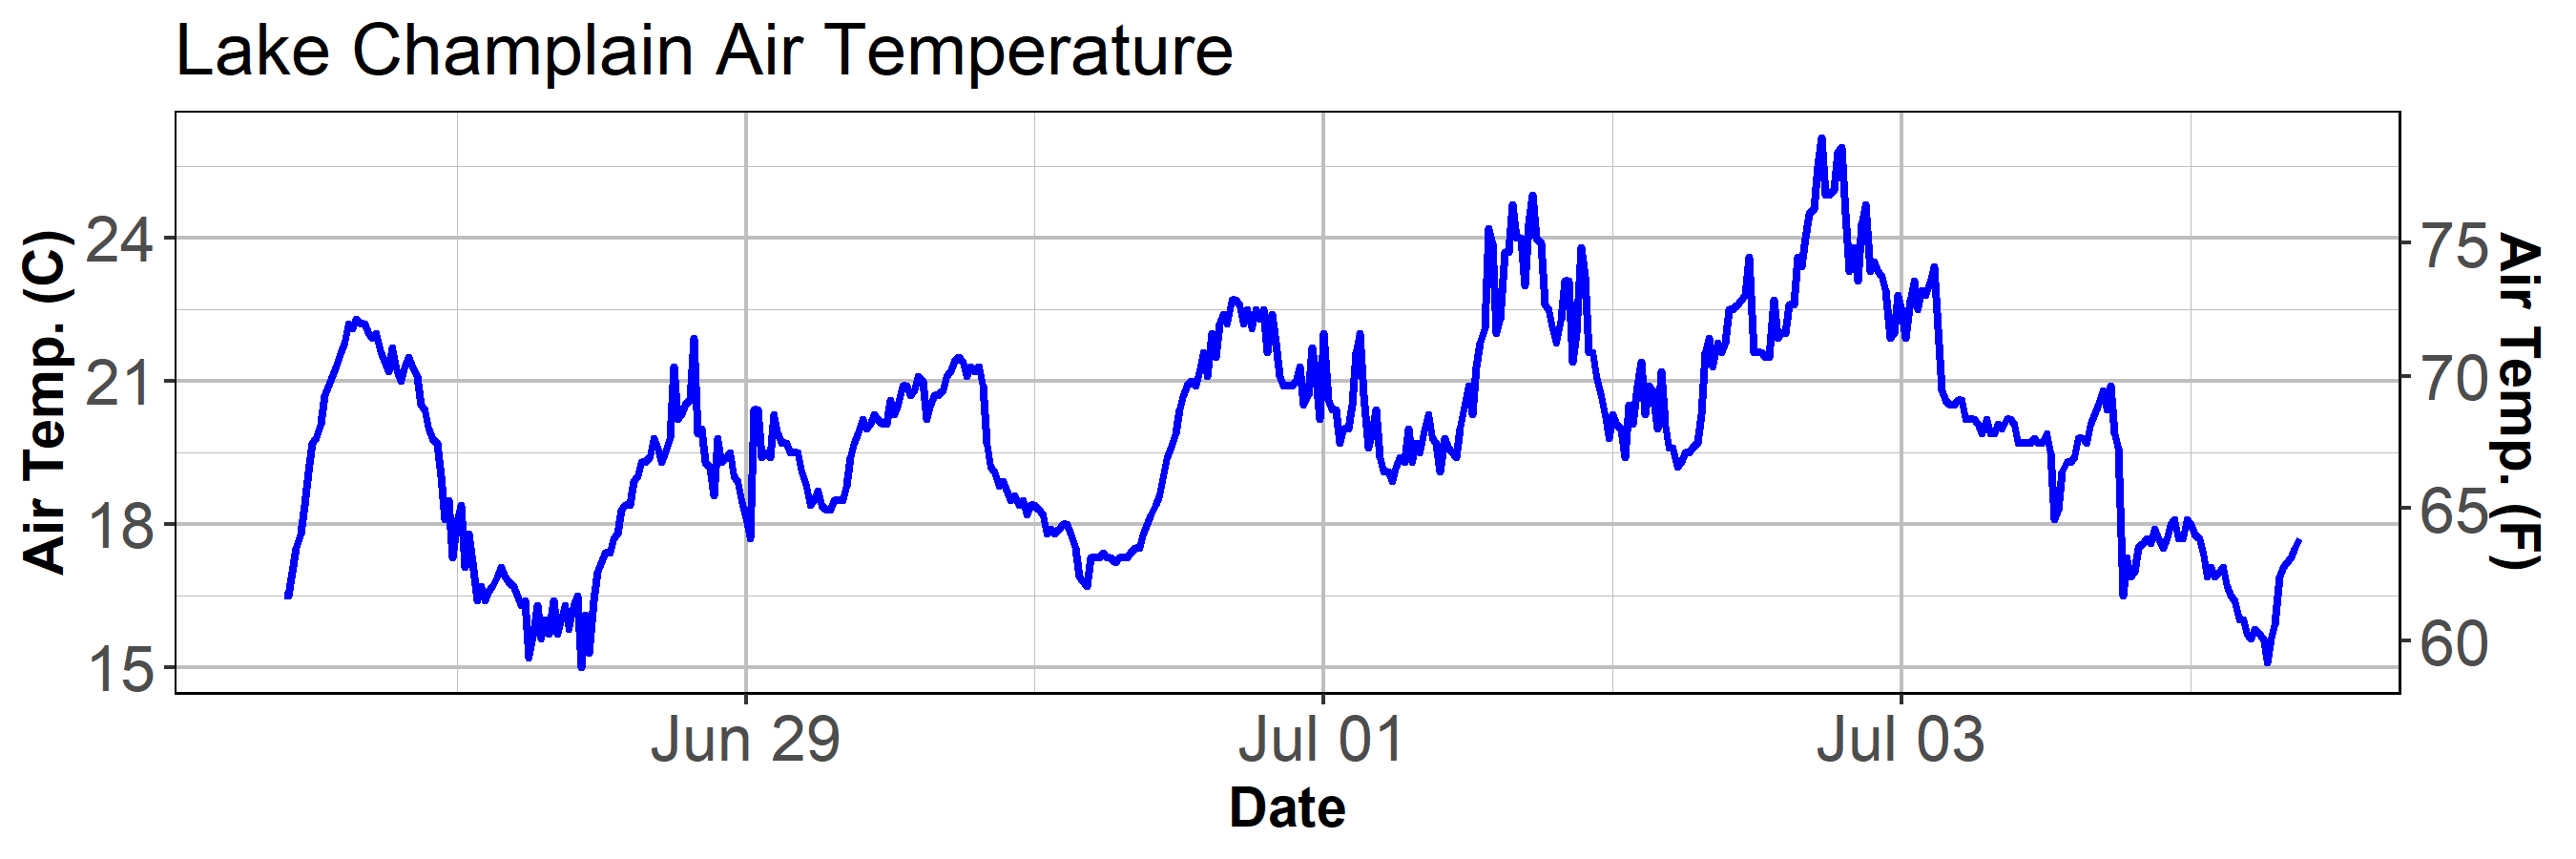 Lake Champlain Air Temperature
Air Temp. (C)
24
21
18
15
75
70
65
60
Air Temp. (F)
Jun 29
Jul 01
Jul 03
Date